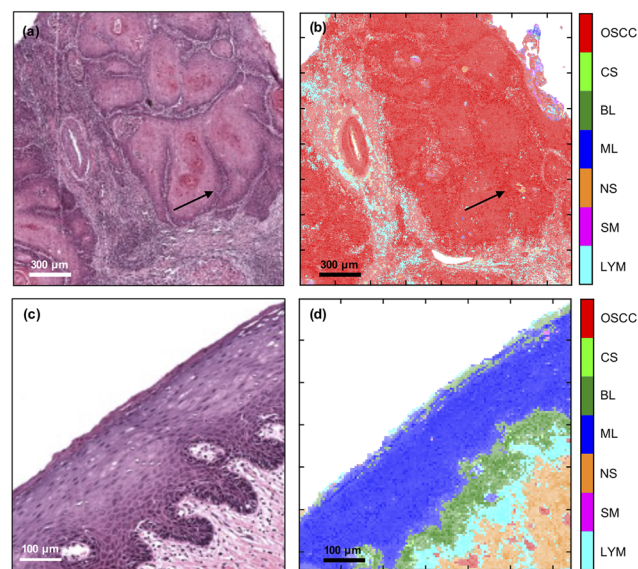 (a)
300 µm
(b)
300 µm
OSCC
CS
BL
ML
NS
SM
LYM
(c)
100 µm
(d)
100 µm
OSCC
CS
BL
ML
NS
SM
LYM